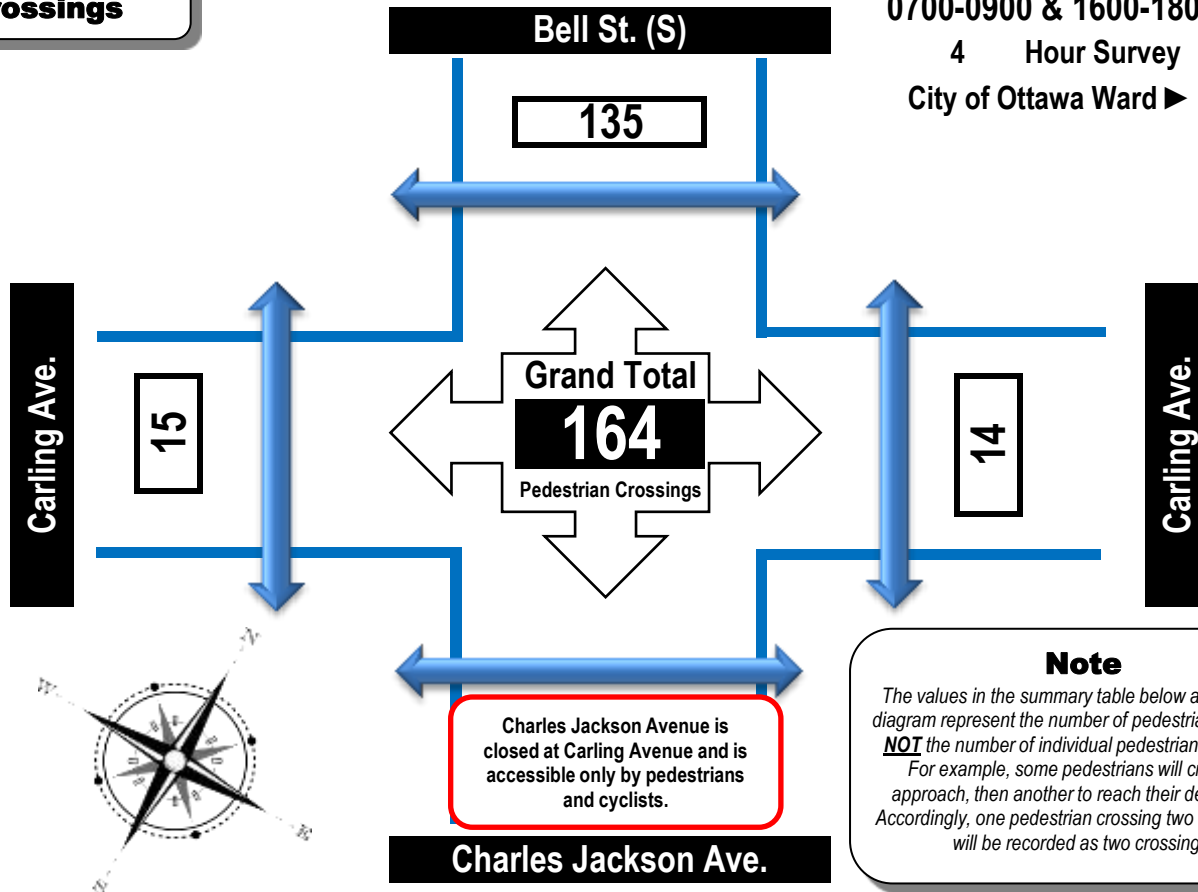 ossings
Bell St. (S)
0700-0900 & 1600-180
4 Hour Survey
City of Ottawa Ward ►
135
Carling Ave.
15
Grand Total
164
Pedestrian Crossings
14
Carling Ave.
N
W
E
S
Charles Jackson Avenue is
closed at Carling Avenue and is
accessible only by pedestrians
and cyclists.
Charles Jackson Ave.
Note
The values in the summary table below a
diagram represent the number of pedestria
NOT the number of individual pedestrian
For example, some pedestrians will c
approach, then another to reach their de
Accordingly, one pedestrian crossing two
will be recorded as two crossing